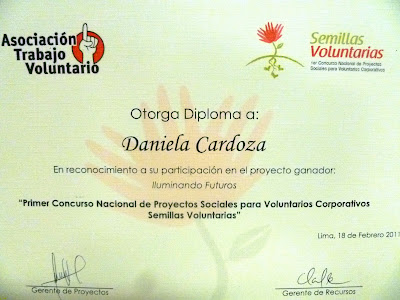 Asociación
Trabajo
Voluntario
Semillas
Voluntarias
1er Concurso Nacional de Proyectos
Sociales para Voluntarios Corporativos
Otorga Diploma a:
Daniela Cardoza
En reconocimiento a su participación en el proyecto ganador:
Iluminando Futuros
"Primer Concurso Nacional de Proyectos Sociales para Voluntarios Corporativos
Semillas Voluntarias"
Lima, 18 de Febrero 2011
Gerente de Proyectos
Gerente de Recursos